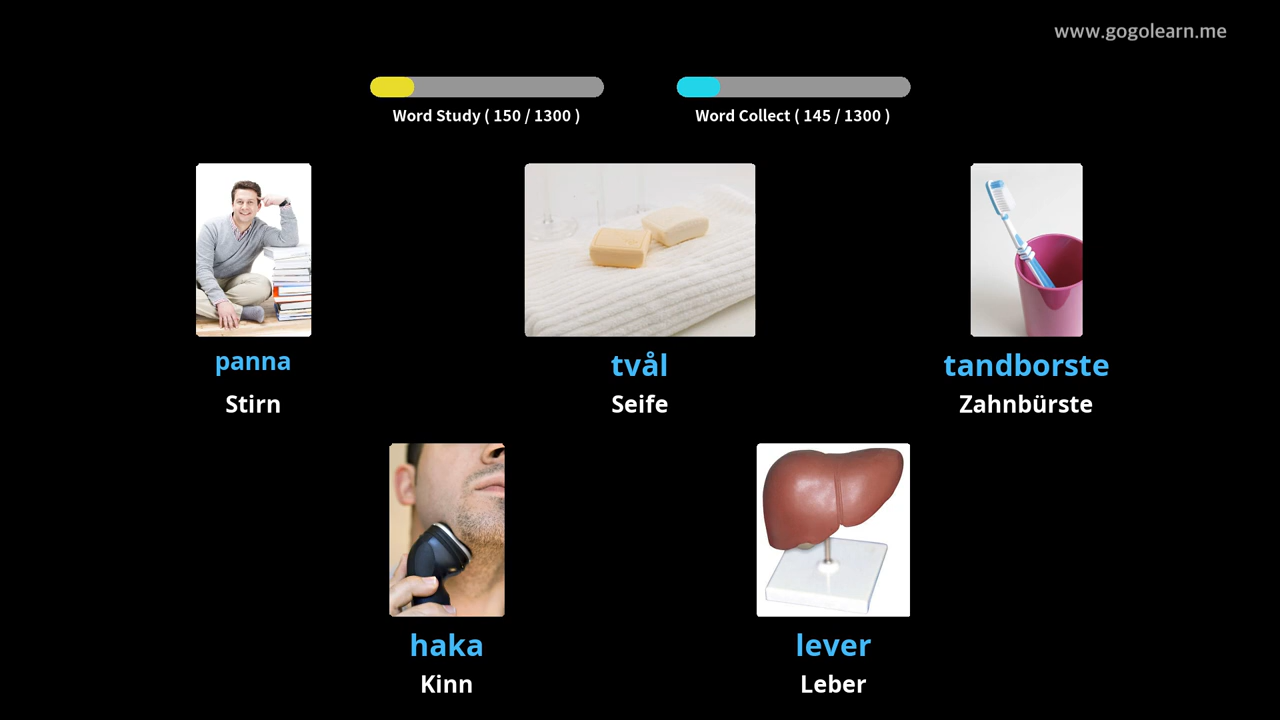 www.gogolearn.me
Word Study ( 150 / 1300 )
Word Collect ( 145 / 1300 )
panna
Stirn
tvål
Seife
tandborste
Zahnbürste
haka
Kinn
lever
Leber